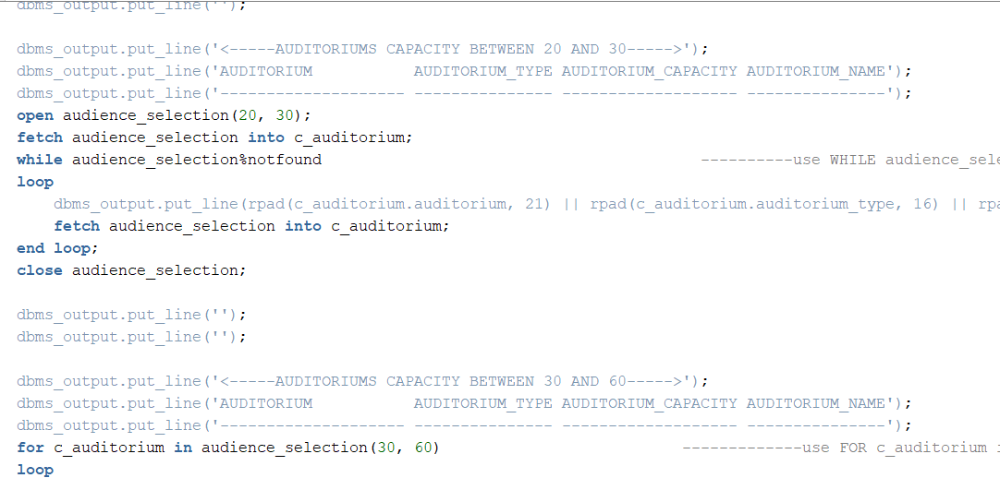 dbms_output.put_line('');
dbms_output.put_line('<-----AUDITORIUMS CAPACITY BETWEEN 20 AND 30----->');
dbms_output.put_line('AUDITORIUM           AUDITORIUM_TYPE AUDITORIUM_CAPACITY AUDITORIUM_NAME');
dbms_output.put_line('-------------------- --------------- ------------------- ---------------');
open audience_selection(20, 30);
fetch audience_selection into c_auditorium;
while audience_selection%notfound                                         ----------use WHILE audience_sele
loop
    dbms_output.put_line(rpad(c_auditorium.auditorium, 21) || rpad(c_auditorium.auditorium_type, 16) || rpa
    fetch audience_selection into c_auditorium;
end loop;
close audience_selection;
dbms_output.put_line('');
dbms_output.put_line('');
dbms_output.put_line('<-----AUDITORIUMS CAPACITY BETWEEN 30 AND 60----->');
dbms_output.put_line('AUDITORIUM           AUDITORIUM_TYPE AUDITORIUM_CAPACITY AUDITORIUM_NAME');
dbms_output.put_line('-------------------- --------------- ------------------- ---------------');
for c_auditorium in audience_selection(30, 60)                          -------------use FOR c_auditorium i
loop